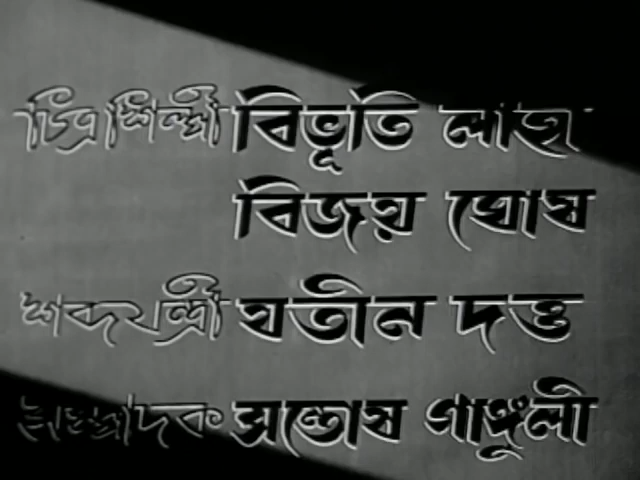 চিত্রশিল্পী বিভূতি লাহা
বিজয় ঘোষ
শব্দযন্ত্রী যতীন দত্ত
সম্পাদক সন্তোষ গাঙ্গুলী